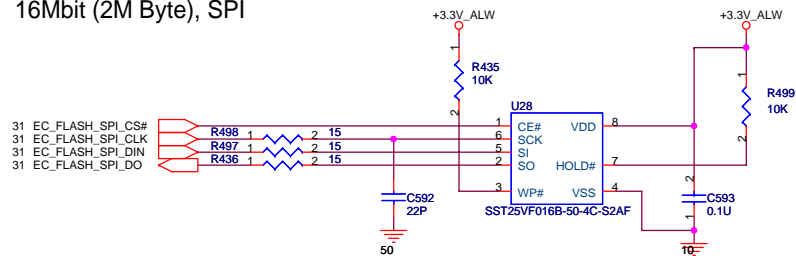 16Mbit (2M Byte), SPI
+3.3V_ALW
+3.3V_ALW
1
R435
10K
2
1
R499
10K
2
U28
31 EC_FLASH_SPI_CS#
1 CE# VDD 8
31 EC_FLASH_SPI_CLK
R498 1 2 15
6 SCK
31 EC_FLASH_SPI_DIN
R497 1 2 15
5 SI
31 EC_FLASH_SPI_DO
R436 1 2 15
2 SO HOLD# 7
3 WP# VSS 4
SST25VF016B-50-4C-S2AF
C592
22P
2
C593
0.1U
1
50
10